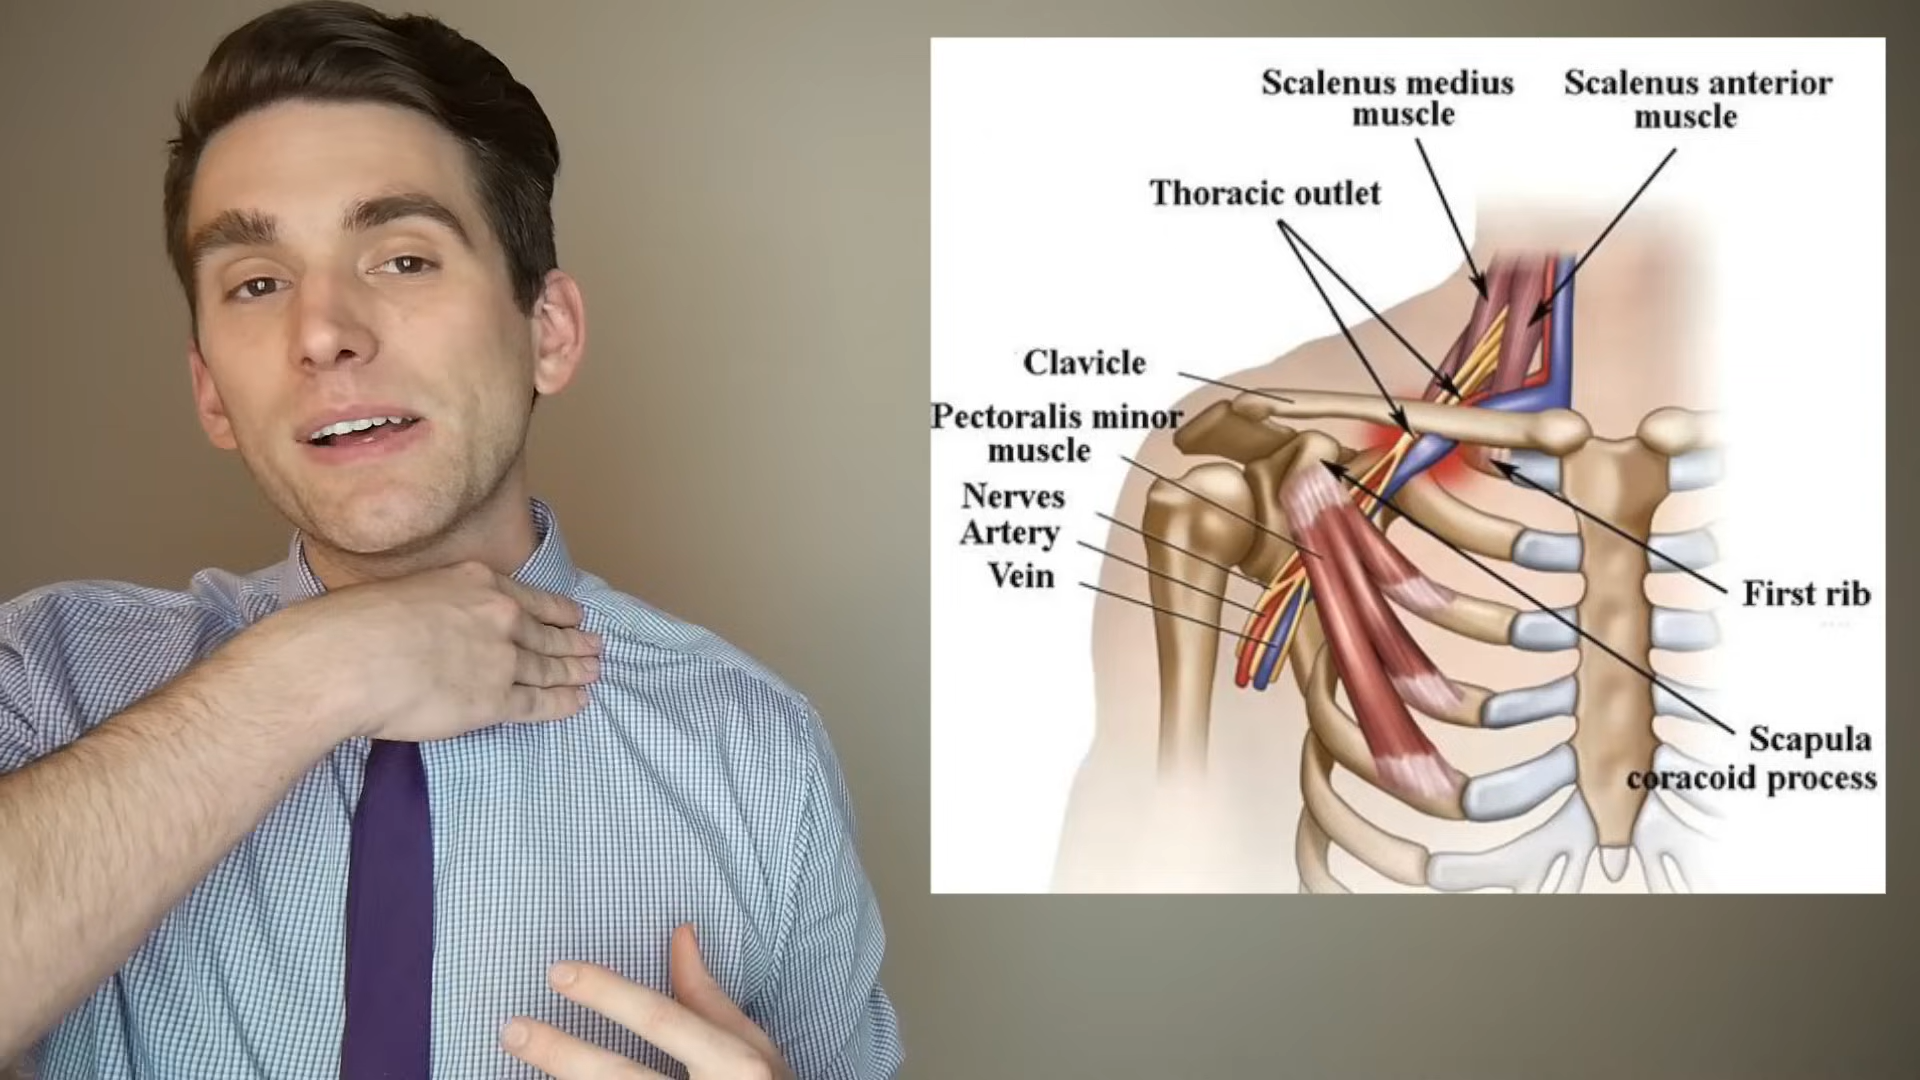 Scalenus medius
muscle
Scalenus anterior
muscle
Thoracic outlet
Clavicle
Pectoralis minor
muscle
Nerves
Artery
Vein
First rib
Scapula
coracoid process